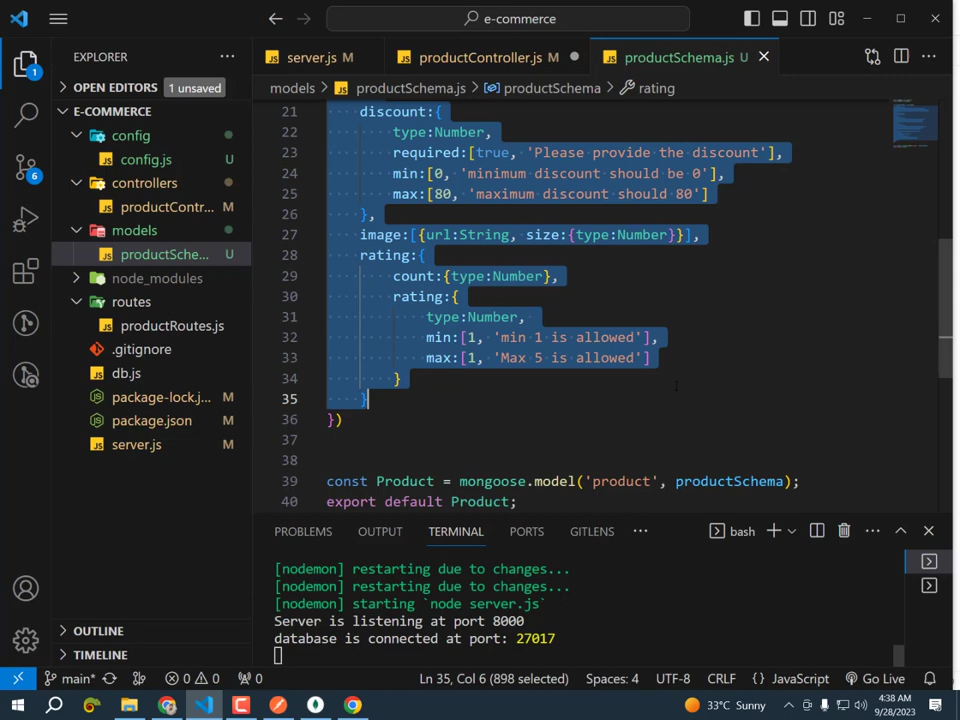 e-commerce
EXPLORER
server.js M
productController.js M
productSchema.js U
OPEN EDITORS 1 unsaved
models > productSchema.js > productSchema > rating
E-COMMERCE
config
config.js U
controllers
productContr... M
models
productSche... U
node_modules
routes
productRoutes.js
.gitignore
db.js
package-lock.j... M
package.json M
server.js M
OUTLINE
TIMELINE
1
6
21 discount:{
22 type:Number,
23 required:[true, 'Please provide the discount'],
24 min:[0, 'minimum discount should be 0'],
25 max:[80, 'maximum discount should 80']
26 },
27 image:[{url:String, size:{type:Number}}],
28 rating:{
29 count:{type:Number},
30 rating:{
31 type:Number,
32 min:[1, 'min 1 is allowed'],
33 max:[1, 'Max 5 is allowed']
34 }
35 }
36 })
37
38
39 const Product = mongoose.model('product', productSchema);
40 export default Product;
PROBLEMS OUTPUT TERMINAL PORTS GITLENS bash
[nodemon] restarting due to changes...
[nodemon] restarting due to changes...
[nodemon] starting `node server.js`
Server is listening at port 8000
database is connected at port: 27017
main* 0 0 0 Ln 35, Col 6 (898 selected) Spaces: 4 UTF-8 CRLF {} JavaScript Go Live
33°C Sunny 4:38 AM
9/28/2023